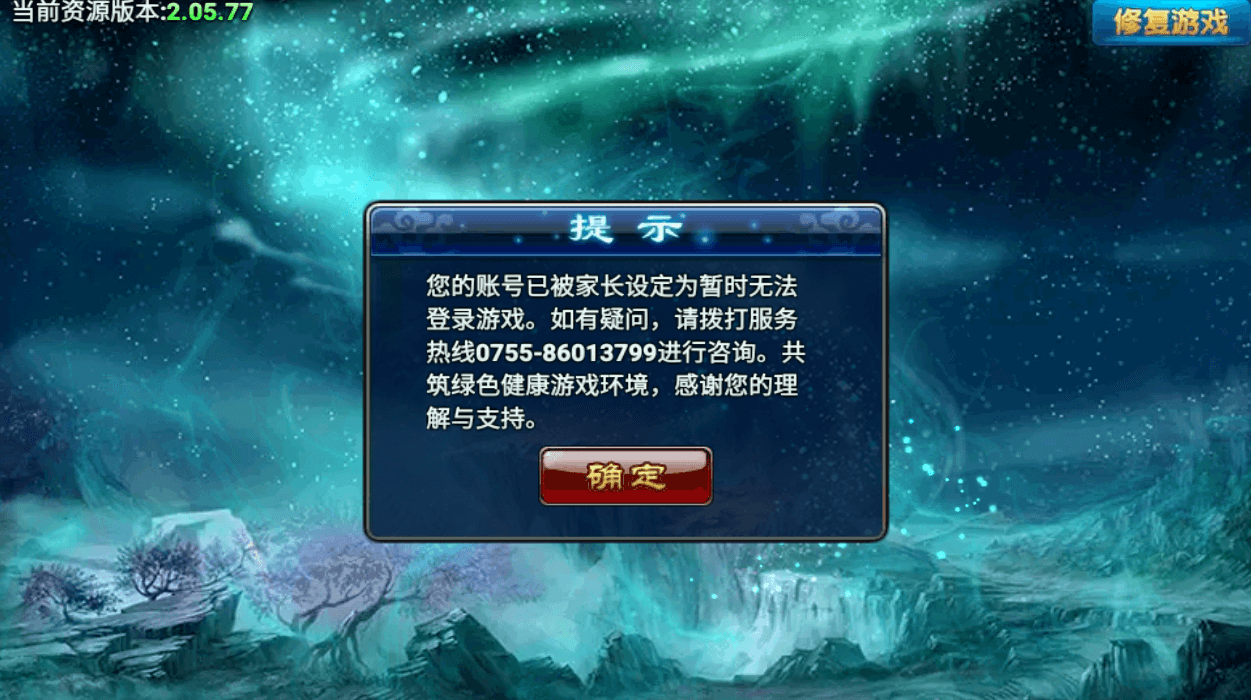 当前资源版本:2.05.77
修复游戏
提 示
您的账号已被家长设定为暂时无法
登录游戏。如有疑问，请拨打服务
热线0755-86013799进行咨询。共
筑绿色健康游戏环境，感谢您的理
解与支持。
确定